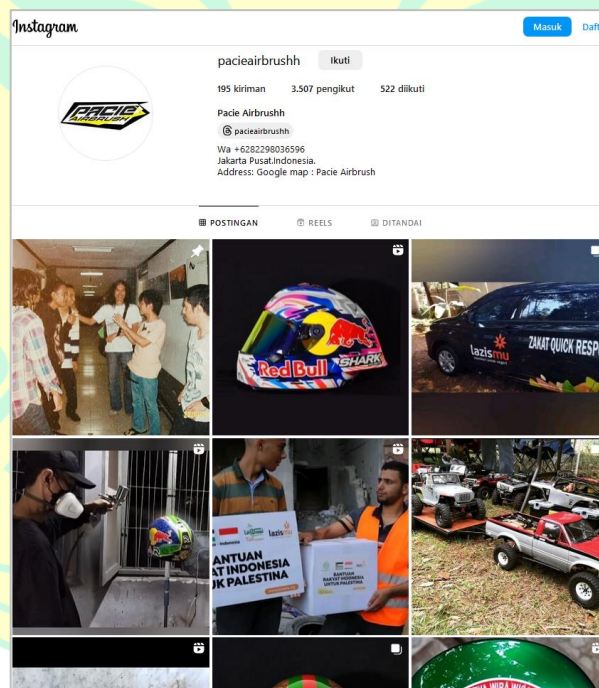 Instagram
Masuk
Daft
pacieairbrushh
Ikuti
195 kiriman
3.507 pengikut
522 diikuti
Pacie Airbrushh
pacieairbrushh
Wa +6282298036596
Jakarta Pusat.Indonesia.
Address: Google map : Pacie Airbrush
POSTINGAN
REELS
DITANDAI
PACIE
AIRBRUSH
Red Bull
SHARK
lazismu
ZAKAT QUICK RESP
lazismu
ANTUAN
AT INDONESIA
UK PALESTINA
BANTUAN
RAKYAT INDONESIA
UNTUK PALESTINA